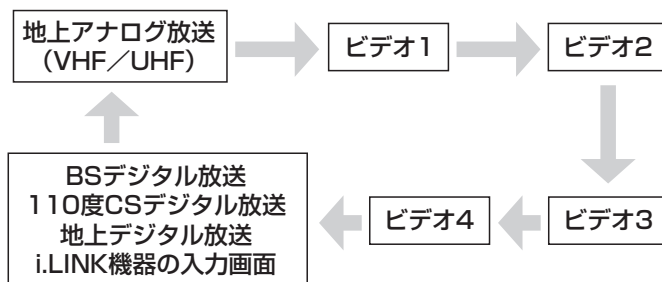 地上アナログ放送
（VHF／UHF）
ビデオ1
ビデオ2
ビデオ3
ビデオ4
BSデジタル放送
110度CSデジタル放送
地上デジタル放送
i.LINK機器の入力画面